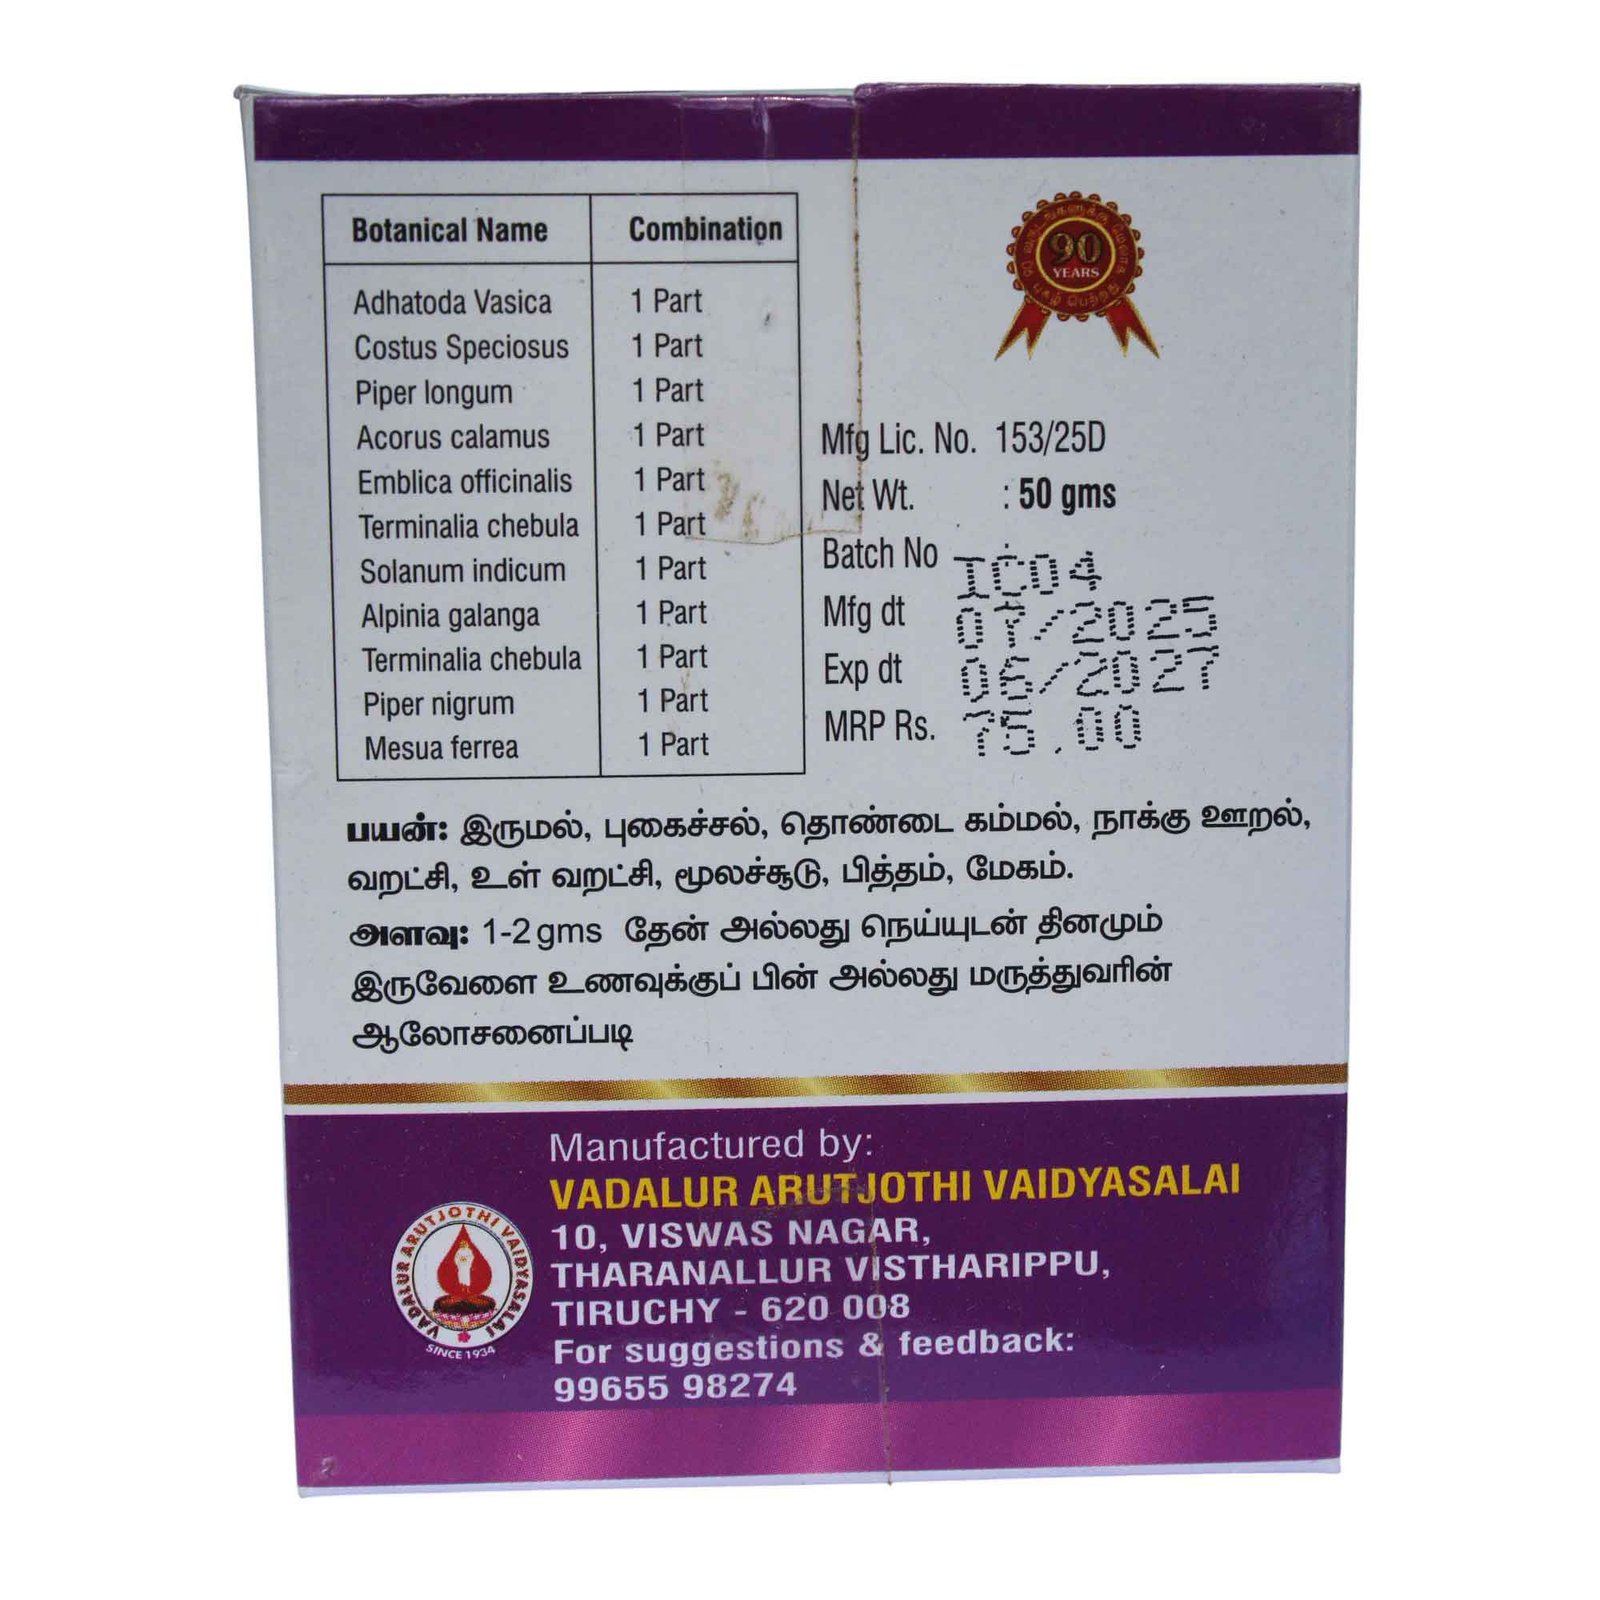 Botanical Name Combination
Adhatoda Vasica 1 Part
Costus Speciosus 1 Part
Piper longum 1 Part
Acorus calamus 1 Part
Emblica officinalis 1 Part
Terminalia chebula 1 Part
Solanum indicum 1 Part
Alpinia galanga 1 Part
Terminalia chebula 1 Part
Piper nigrum 1 Part
Mesua ferrea 1 Part
90
YEARS
புகழ் பெற்றது
Mfg Lic. No. 153/25D
Net Wt. : 50 gms
Batch No IC04
Mfg dt 07/2025
Exp dt 06/2027
MRP Rs. 75.00
பயன்: இருமல், புகைச்சல், தொண்டை கம்மல், நாக்கு ஊறல்,
வறட்சி, உள் வறட்சி, மூலச்சூடு, பித்தம், மேகம்.
அளவு: 1-2 gms தேன் அல்லது நெய்யுடன் தினமும்
இருவேளை உணவுக்குப் பின் அல்லது மருத்துவரின்
ஆலோசனைப்படி
Manufactured by:
VADALUR ARUTJOTHI VAIDYASALAI
10, VISWAS NAGAR,
THARANALLUR VISTHARIPPU,
TIRUCHY - 620 008
For suggestions & feedback:
99655 98274
VADALUR ARUTJOTHI VAIDYASALAI
SINCE 1934